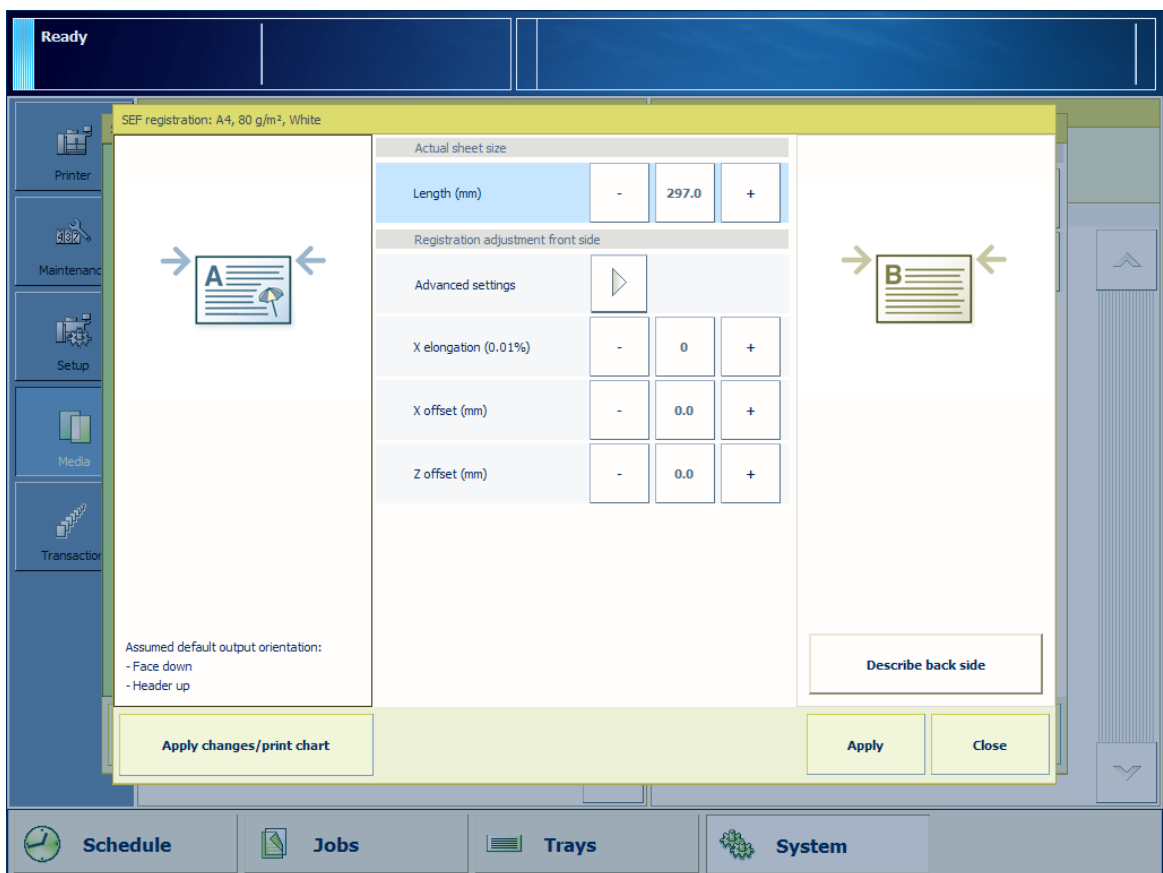 Ready
SEF registration: A4, 80 g/m², White
Printer
Maintenanc
Setup
Media
Transaction
A
Assumed default output orientation:
- Face down
- Header up
Actual sheet size
Length (mm) - 297.0 +
Registration adjustment front side
Advanced settings
X elongation (0.01%) - 0 +
X offset (mm) - 0.0 +
Z offset (mm) - 0.0 +
B
Describe back side
Apply changes/print chart
Apply
Close
Schedule
Jobs
Trays
System